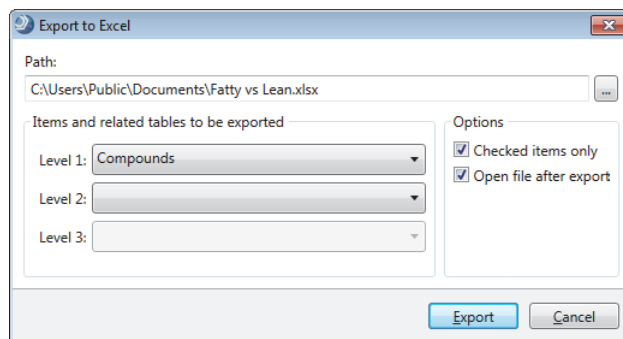 Export to Excel
Path:
C:\Users\Public\Documents\Fatty vs Lean.xlsx
...
Items and related tables to be exported
Level 1: Compounds
Level 2:
Level 3:
Options
Checked items only
Open file after export
Export
Cancel